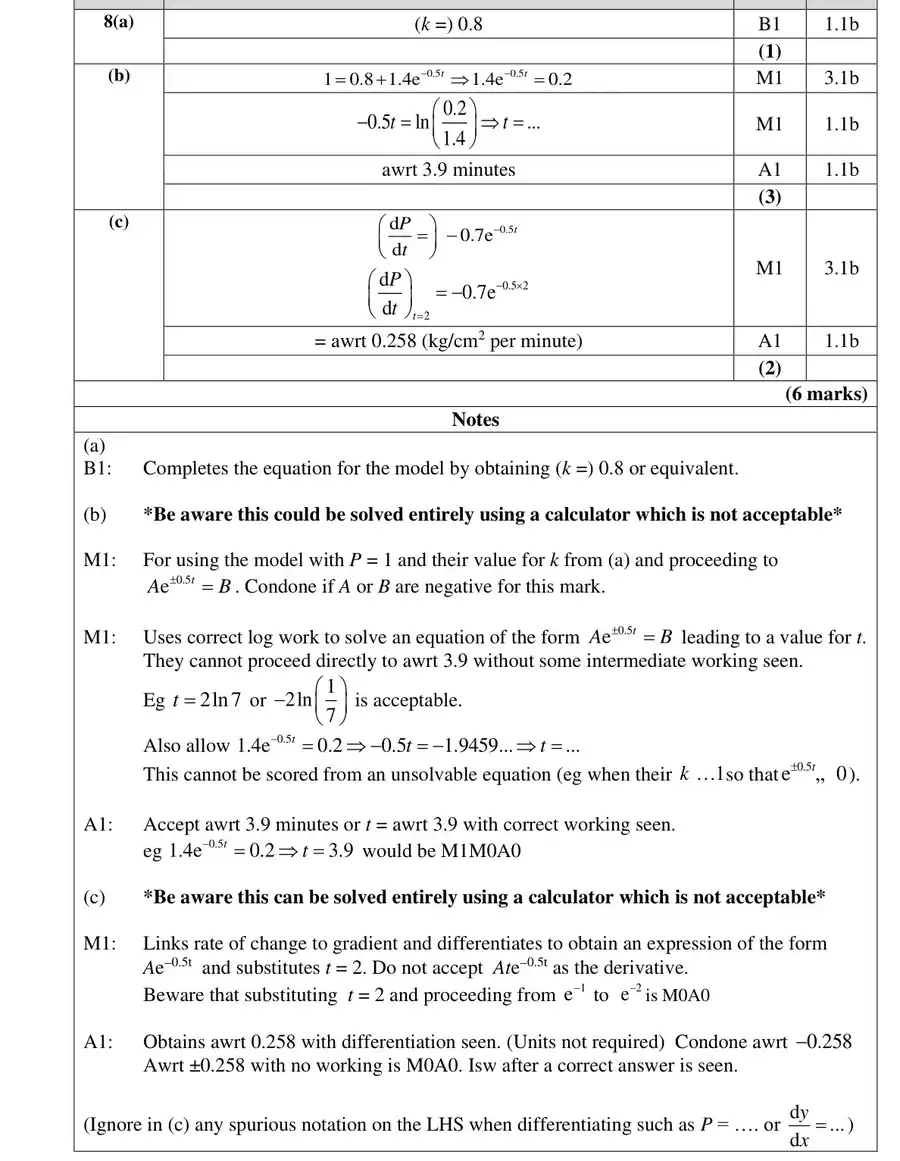 8(a) (k =) 0.8 B1 1.1b
(1)
(b) 1 = 0.8 + 1.4e^{−0.5t} ⇒ 1.4e^{−0.5t} = 0.2 M1 3.1b
−0.5t = ln(0.2/1.4) ⇒ t = ... M1 1.1b
awrt 3.9 minutes A1 1.1b
(3)
(c) (dP/dt =) −0.7e^{−0.5t}
(dP/dt)_{t=2} = −0.7e^{−0.5×2} M1 3.1b
= awrt 0.258 (kg/cm² per minute) A1 1.1b
(2)
(6 marks)
Notes
(a)
B1: Completes the equation for the model by obtaining (k =) 0.8 or equivalent.
(b) *Be aware this could be solved entirely using a calculator which is not acceptable*
M1: For using the model with P = 1 and their value for k from (a) and proceeding to
Ae^{±0.5t} = B . Condone if A or B are negative for this mark.
M1: Uses correct log work to solve an equation of the form Ae^{±0.5t} = B leading to a value for t.
They cannot proceed directly to awrt 3.9 without some intermediate working seen.
Eg t = 2ln7 or −2ln(1/7) is acceptable.
Also allow 1.4e^{−0.5t} = 0.2 ⇒ −0.5t = −1.9459... ⇒ t = ...
This cannot be scored from an unsolvable equation (eg when their k …1so that e^{±0.5t},, 0).
A1: Accept awrt 3.9 minutes or t = awrt 3.9 with correct working seen.
eg 1.4e^{−0.5t} = 0.2 ⇒ t = 3.9 would be M1M0A0
(c) *Be aware this can be solved entirely using a calculator which is not acceptable*
M1: Links rate of change to gradient and differentiates to obtain an expression of the form
Ae^{−0.5t} and substitutes t = 2. Do not accept Ate^{−0.5t} as the derivative.
Beware that substituting t = 2 and proceeding from e^{−1} to e^{−2} is M0A0
A1: Obtains awrt 0.258 with differentiation seen. (Units not required) Condone awrt −0.258
Awrt ±0.258 with no working is M0A0. Isw after a correct answer is seen.
(Ignore in (c) any spurious notation on the LHS when differentiating such as P = …. or dy/dx = ... )